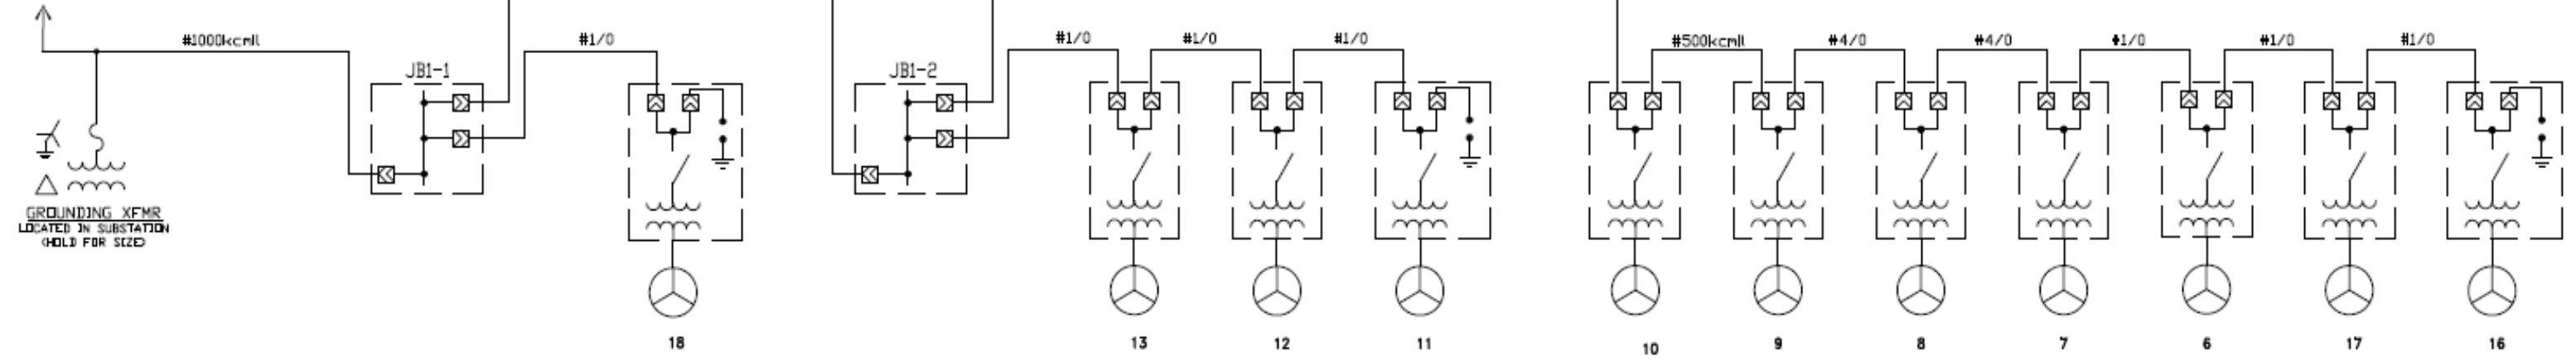 #1000kcmil
#1/0
#1/0
#1/0
#1/0
#500kcmil
#4/0
#4/0
#1/0
#1/0
#1/0
JB1-1
JB1-2
GROUNDING XFMR
LOCATED IN SUBSTATION
(HOLD FOR SIZE)
18
13
12
11
10
9
8
7
6
17
16